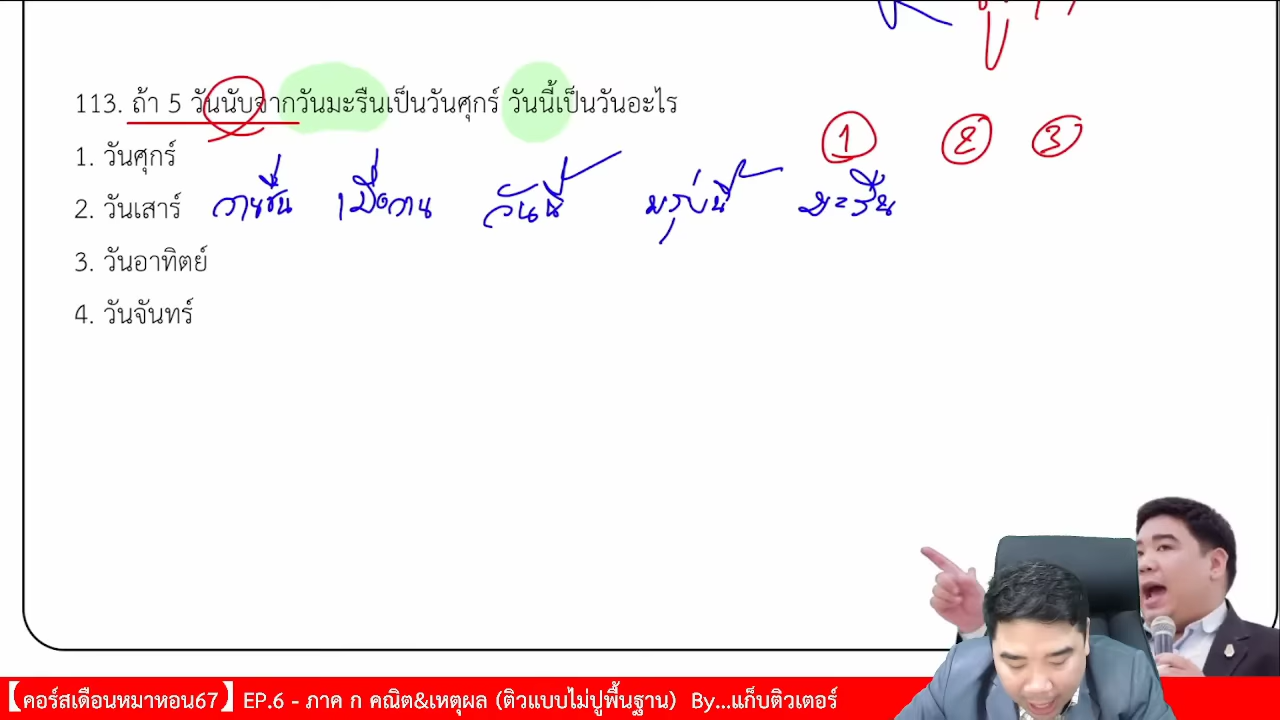 113. ถ้า 5 วันนับจากวันมะรืนเป็นวันศุกร์ วันนี้เป็นวันอะไร
1 2 3
1. วันศุกร์
2. วันเสาร์ วานซืน เมื่อวาน วันนี้ พรุ่งนี้ มะรืน
3. วันอาทิตย์
4. วันจันทร์
【คอร์สเดือนหมาหอน67】 EP.6 - ภาค ก คณิต&เหตุผล (ติวแบบไม่ปูพื้นฐาน) By...แก็บติวเตอร์